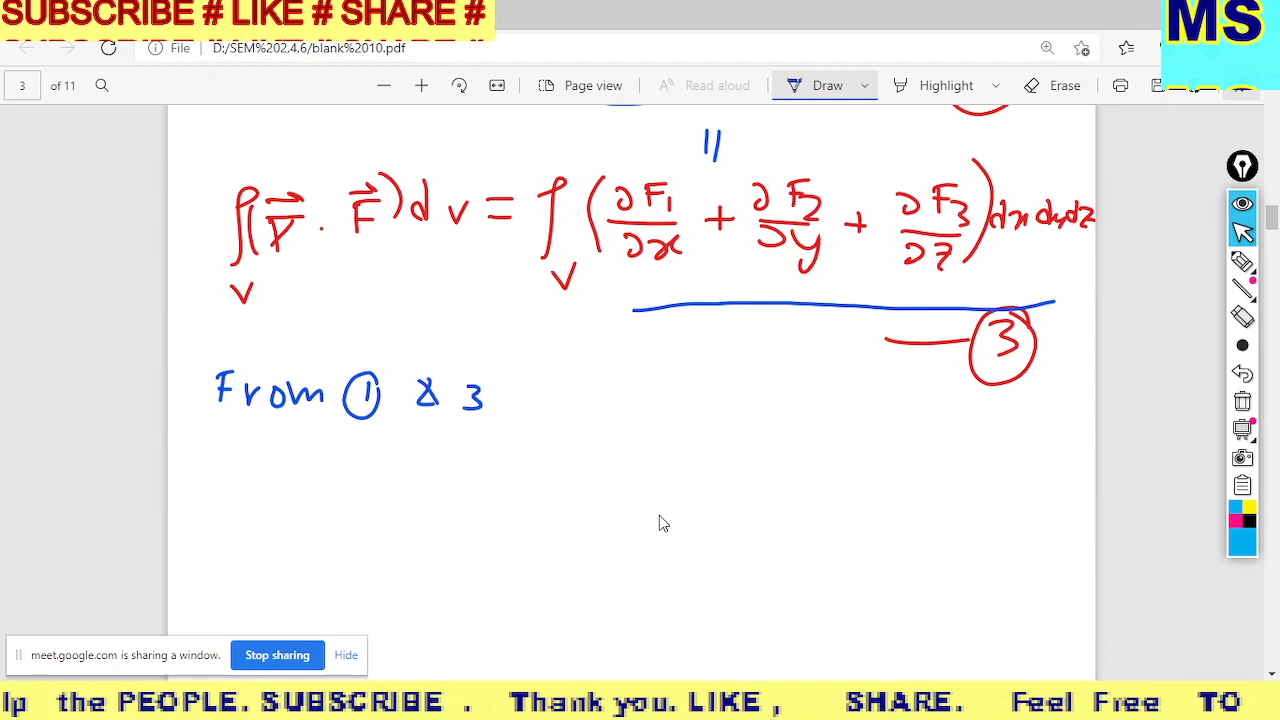 SUBSCRIBE # LIKE # SHARE #
MS
File D:/SEM%202,4.6/blank%2010.pdf
3 of 11 Page view Read aloud Draw Highlight Erase
||
∫(∇⃗ . F⃗) dv = ∫ (∂F₁/∂x + ∂F₂/∂y + ∂F₃/∂z) dx dy dz
V V
— ③
From ① & 3
meet.google.com is sharing a window. Stop sharing Hide
lp the PEOPLE. SUBSCRIBE . Thank you. LIKE , SHARE. Feel Free TO